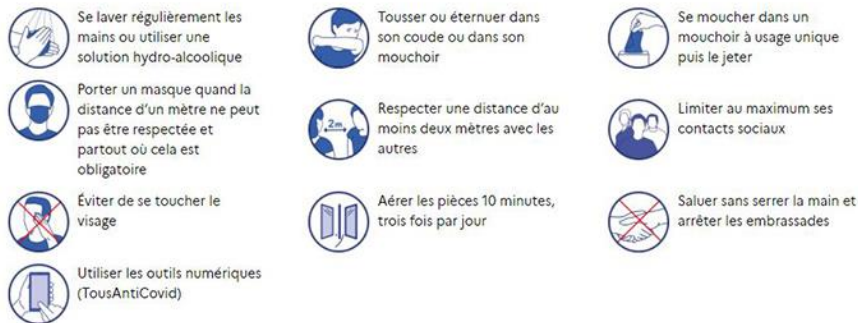 Se laver régulièrement les
mains ou utiliser une
solution hydro-alcoolique
Tousser ou éternuer dans
son coude ou dans son
mouchoir
Se moucher dans un
mouchoir à usage unique
puis le jeter
Porter un masque quand la
distance d'un mètre ne peut
pas être respectée et
partout où cela est
obligatoire
2m
Respecter une distance d'au
moins deux mètres avec les
autres
Limiter au maximum ses
contacts sociaux
Éviter de se toucher le
visage
Aérer les pièces 10 minutes,
trois fois par jour
Saluer sans serrer la main et
arrêter les embrassades
Utiliser les outils numériques
(TousAntiCovid)